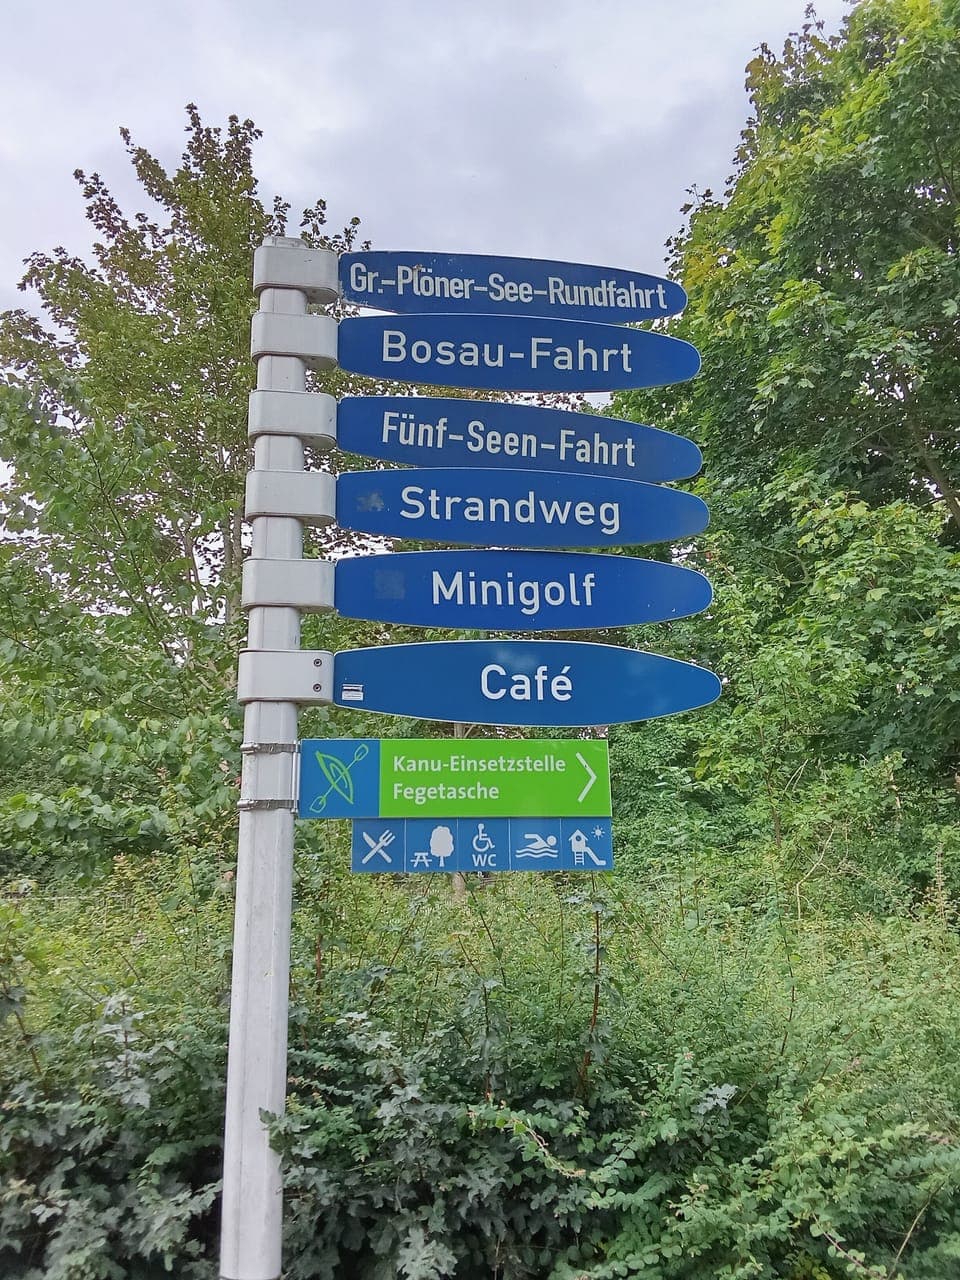 Gr.-Plöner-See-Rundfahrt
Bosau-Fahrt
Fünf-Seen-Fahrt
Strandweg
Minigolf
Café
Kanu-Einsetzstelle
Fegetasche
WC